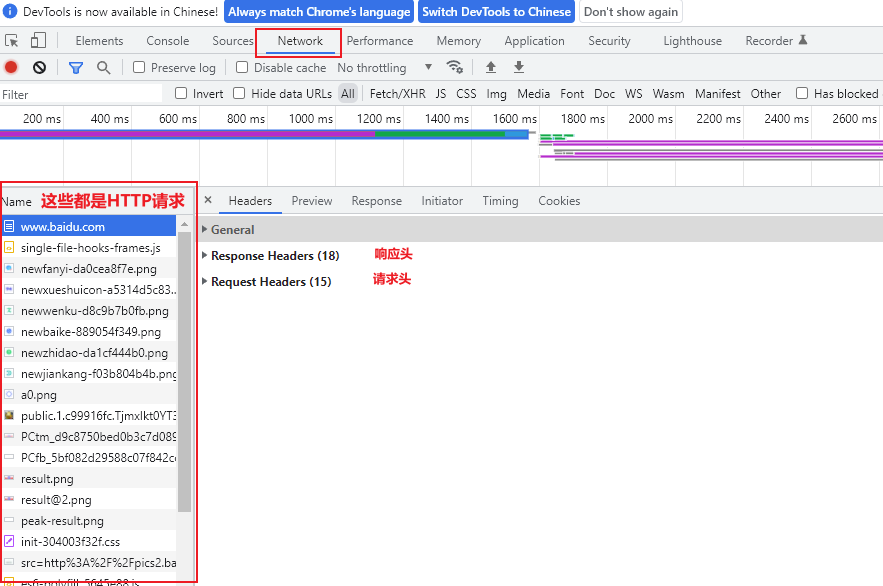 DevTools is now available in Chinese! Always match Chrome's language Switch DevTools to Chinese Don't show again
Elements Console Sources Network Performance Memory Application Security Lighthouse Recorder
Preserve log Disable cache No throttling
Filter Invert Hide data URLs All Fetch/XHR JS CSS Img Media Font Doc WS Wasm Manifest Other Has blocked
200 ms 400 ms 600 ms 800 ms 1000 ms 1200 ms 1400 ms 1600 ms 1800 ms 2000 ms 2200 ms 2400 ms 2600 ms
Name 这些都是HTTP请求 × Headers Preview Response Initiator Timing Cookies
www.baidu.com
General
single-file-hooks-frames.js
Response Headers (18) 响应头
newfanyi-da0cea8f7e.png
Request Headers (15) 请求头
newxueshuicon-a5314d5c83...
newwenku-d8c9b7b0fb.png
newbaike-889054f349.png
newzhidao-da1cf444b0.png
newjiankang-f03b804b4b.png
a0.png
public.1.c99916fc.TjmxIkt0YT3
PCtm_d9c8750bed0b3c7d089
PCfb_5bf082d29588c07f842c
result.png
result@2.png
peak-result.png
init-304003f32f.css
src=http%3A%2F%2Fpics2.ba